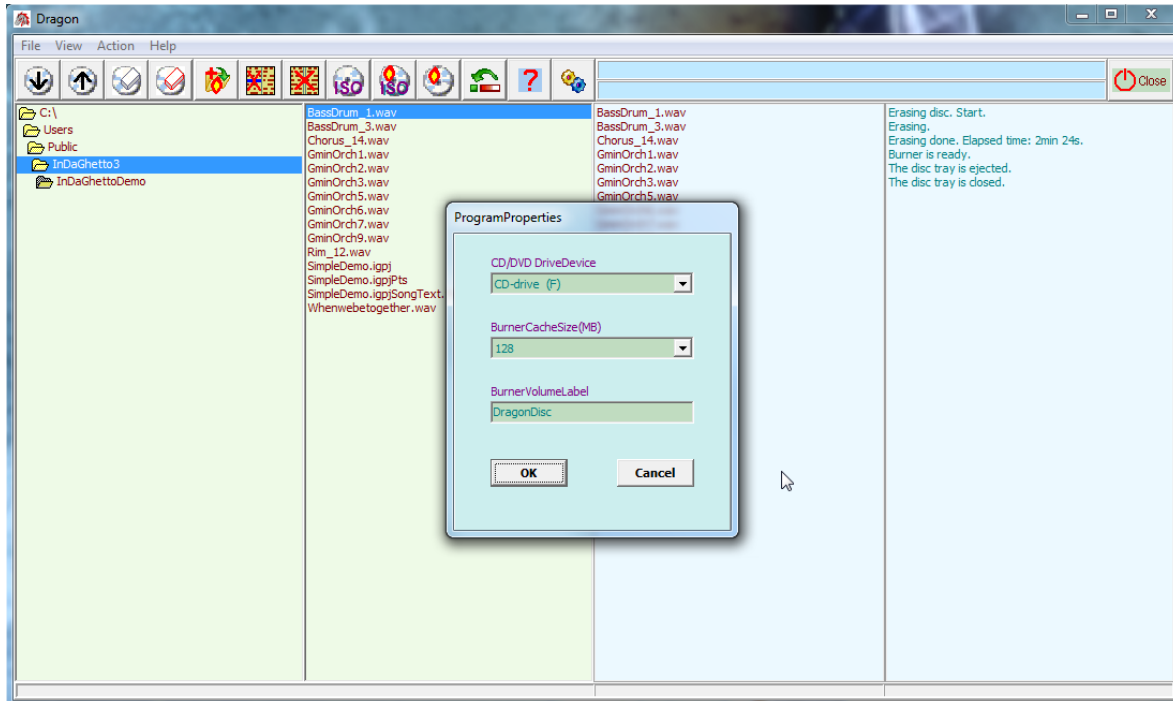 Dragon
File View Action Help
ISO
ISO
?
Close
C:\
Users
Public
InDaGhetto3
InDaGhettoDemo
BassDrum_1.wav
BassDrum_3.wav
Chorus_14.wav
GminOrch1.wav
GminOrch2.wav
GminOrch3.wav
GminOrch5.wav
GminOrch6.wav
GminOrch7.wav
GminOrch9.wav
Rim_12.wav
SimpleDemo.igpj
SimpleDemo.igpjPts
SimpleDemo.igpjSongText.
Whenwebetogether.wav
BassDrum_1.wav
BassDrum_3.wav
Chorus_14.wav
GminOrch1.wav
GminOrch2.wav
GminOrch3.wav
GminOrch5.wav
Erasing disc. Start.
Erasing.
Erasing done. Elapsed time: 2min 24s.
Burner is ready.
The disc tray is ejected.
The disc tray is closed.
ProgramProperties
CD/DVD DriveDevice
CD-drive (F)
BurnerCacheSize(MB)
128
BurnerVolumeLabel
DragonDisc
OK Cancel